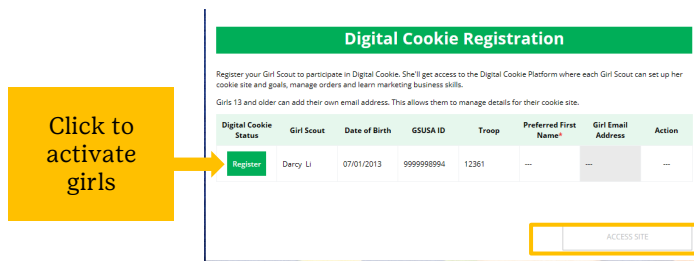 Digital Cookie Registration
Register your Girl Scout to participate in Digital Cookie. She'll get access to the Digital Cookie Platform where each Girl Scout can set up her
cookie site and goals, manage orders and learn marketing business skills.
Girls 13 and older can add their own email address. This allows them to manage details for their cookie site.
Click to
activate
girls
Digital Cookie Status Girl Scout Date of Birth GSUSA ID Troop Preferred First Name* Girl Email Address Action
Register Darcy Li 07/01/2013 9999998994 12361 --- --- ---
ACCESS SITE